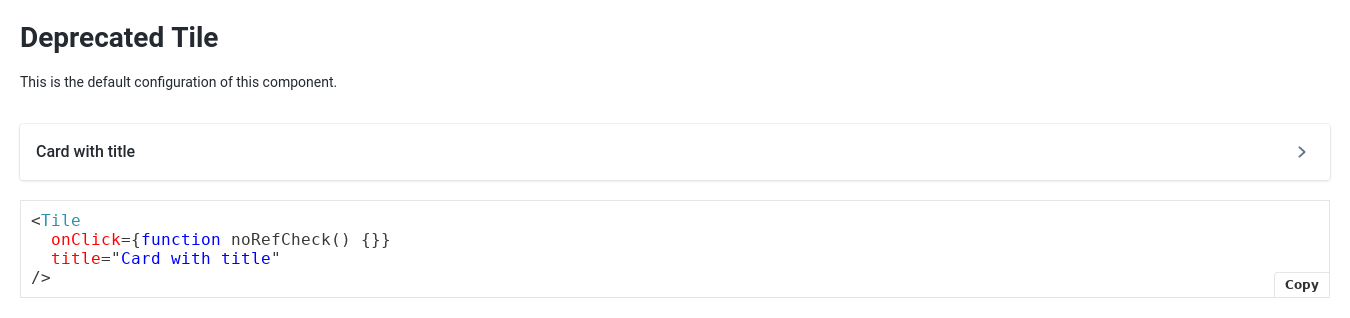 Deprecated Tile
This is the default configuration of this component.
Card with title
<Tile
  onClick={function noRefCheck() {}}
  title="Card with title"
/>
Copy